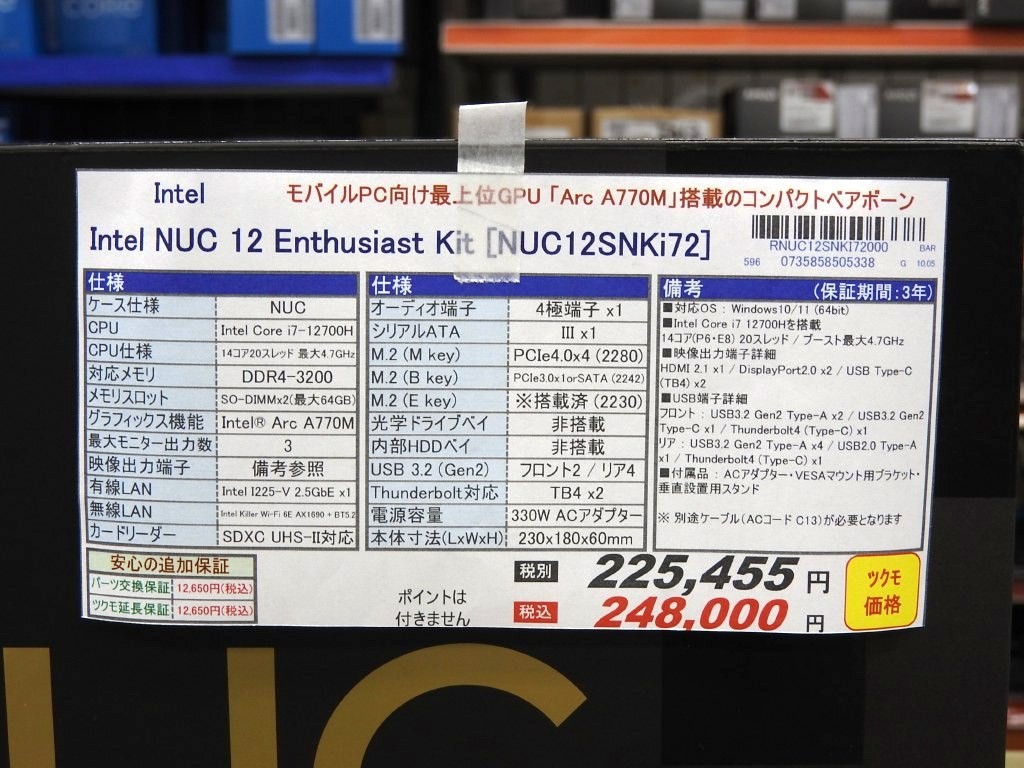 Intel
モバイルPC向け最上位GPU「Arc A770M」搭載のコンパクトベアボーン
Intel NUC 12 Enthusiast Kit [NUC12SNKi72]
RNUC12SNKI72000
BAR
596
0735858505338
G
10.05
仕様
ケース仕様 NUC
CPU Intel Core i7-12700H
CPU仕様 14コア20スレッド 最大4.7GHz
対応メモリ DDR4-3200
メモリスロット SO-DIMMx2(最大64GB)
グラフィックス機能 Intel® Arc A770M
最大モニター出力数 3
映像出力端子 備考参照
有線LAN Intel I225-V 2.5GbE x1
無線LAN Intel Killer Wi-Fi 6E AX1690 + BT5.2
カードリーダー SDXC UHS-II対応
仕様
オーディオ端子 4極端子 x1
シリアルATA III x1
M.2 (M key) PCIe4.0x4 (2280)
M.2 (B key) PCIe3.0x1orSATA (2242)
M.2 (E key) ※搭載済 (2230)
光学ドライブベイ 非搭載
内部HDDベイ 非搭載
USB 3.2 (Gen2) フロント2 / リア4
Thunderbolt対応 TB4 x2
電源容量 330W ACアダプター
本体寸法(LxWxH) 230x180x60mm
備考 (保証期間:3年)
■対応OS : Windows10/11 (64bit)
■Intel Core i7 12700Hを搭載
14コア(P6・E8) 20スレッド / ブースト最大4.7GHz
■映像出力端子詳細
HDMI 2.1 x1 / DisplayPort2.0 x2 / USB Type-C
(TB4) x2
■USB端子詳細
フロント : USB3.2 Gen2 Type-A x2 / USB3.2 Gen2
Type-C x1 / Thunderbolt4 (Type-C) x1
リア : USB3.2 Gen2 Type-A x4 / USB2.0 Type-A
x1 / Thunderbolt4 (Type-C) x1
■付属品 : ACアダプター・VESAマウント用ブラケット・
垂直設置用スタンド
※ 別途ケーブル(ACコード C13)が必要となります
安心の追加保証
パーツ交換保証 12,650円(税込)
ツクモ延長保証 12,650円(税込)
ポイントは
付きません
税別 225,455 円
税込 248,000 円
ツクモ
価格
UC